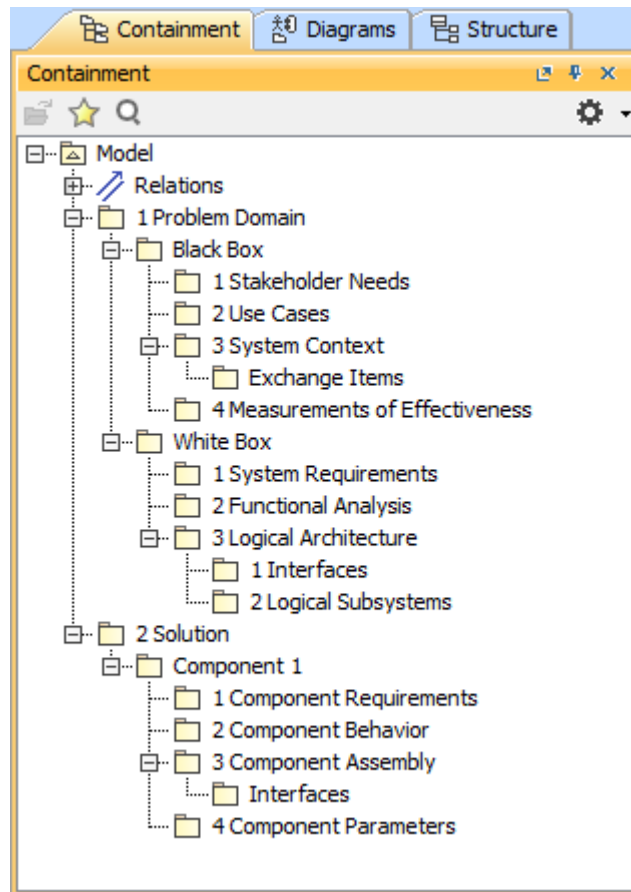 Containment Diagrams Structure
Containment
Model
Relations
1 Problem Domain
Black Box
1 Stakeholder Needs
2 Use Cases
3 System Context
Exchange Items
4 Measurements of Effectiveness
White Box
1 System Requirements
2 Functional Analysis
3 Logical Architecture
1 Interfaces
2 Logical Subsystems
2 Solution
Component 1
1 Component Requirements
2 Component Behavior
3 Component Assembly
Interfaces
4 Component Parameters